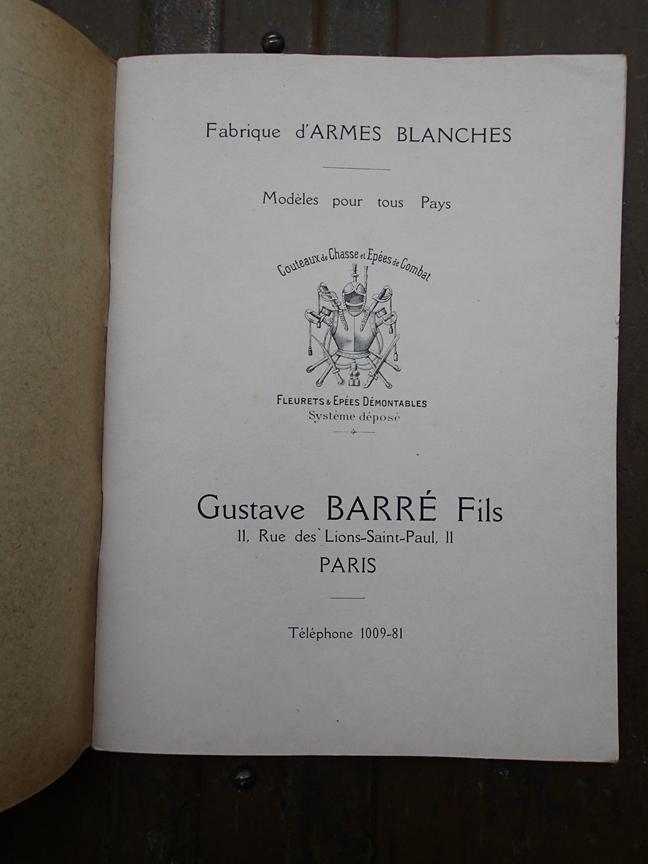 Fabrique d'ARMES BLANCHES
Modèles pour tous Pays
Couteaux de Chasse et Epées de Combat
FLEURETS & EPÉES DÉMONTABLES
Système déposé
Gustave BARRÉ Fils
11, Rue des Lions-Saint-Paul, 11
PARIS
Téléphone 1009-81